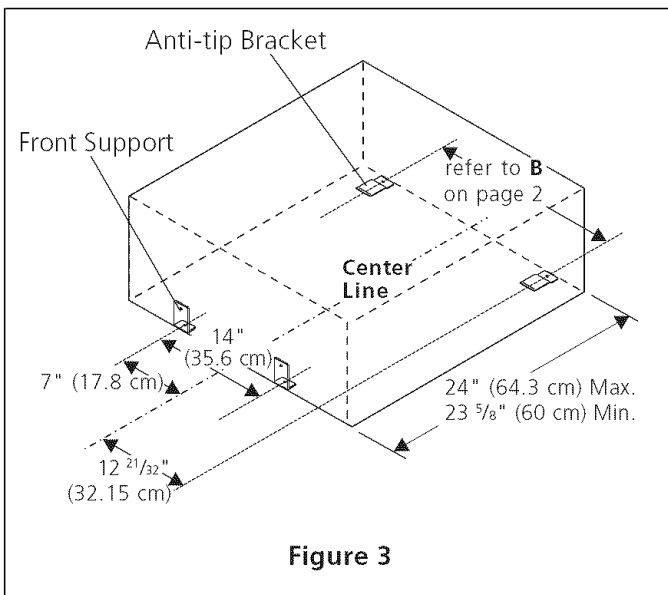 Anti-tip Bracket
Front Support
refer to B
on page 2
Center
Line
14"
(35.6 cm)
7" (17.8 cm)
24" (64.3 cm) Max.
23 5/8" (60 cm) Min.
12 21/32"
(32.15 cm)
Figure 3